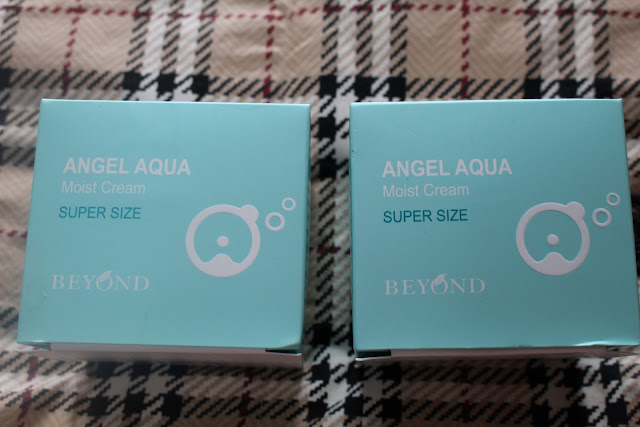 ANGEL AQUA
Moist Cream
SUPER SIZE
BEYOND
ANGEL AQUA
Moist Cream
SUPER SIZE
BEYOND